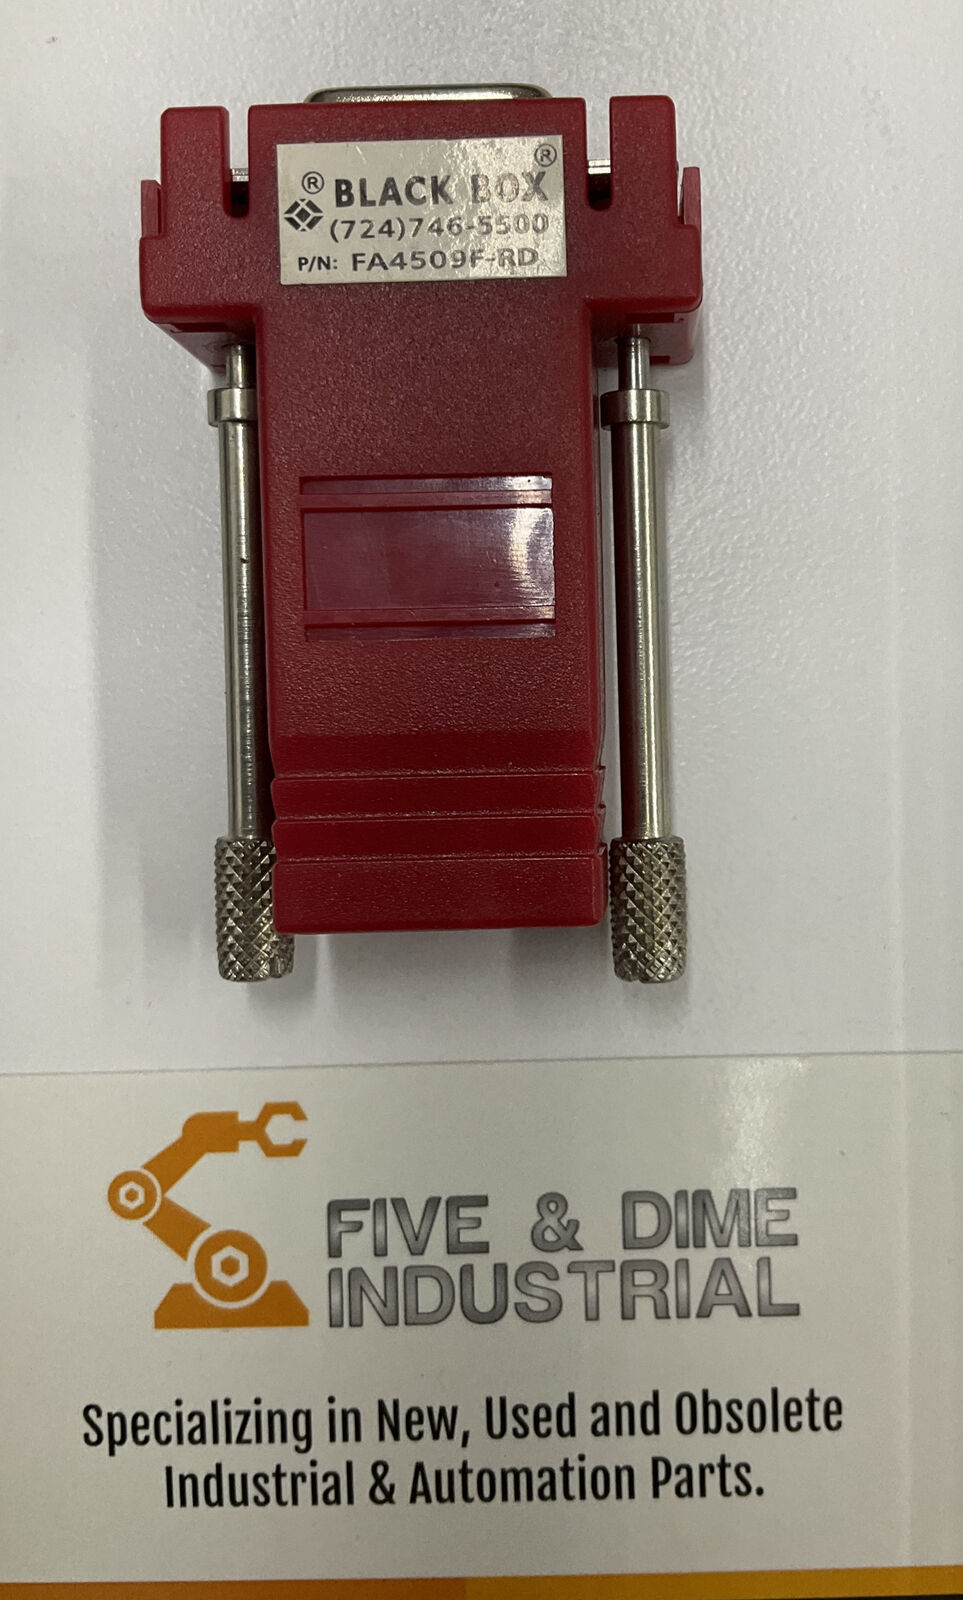 ® BLACK BOX ®
(724)746-5500
P/N: FA4509F-RD
FIVE & DIME
INDUSTRIAL
Specializing in New, Used and Obsolete
Industrial & Automation Parts.